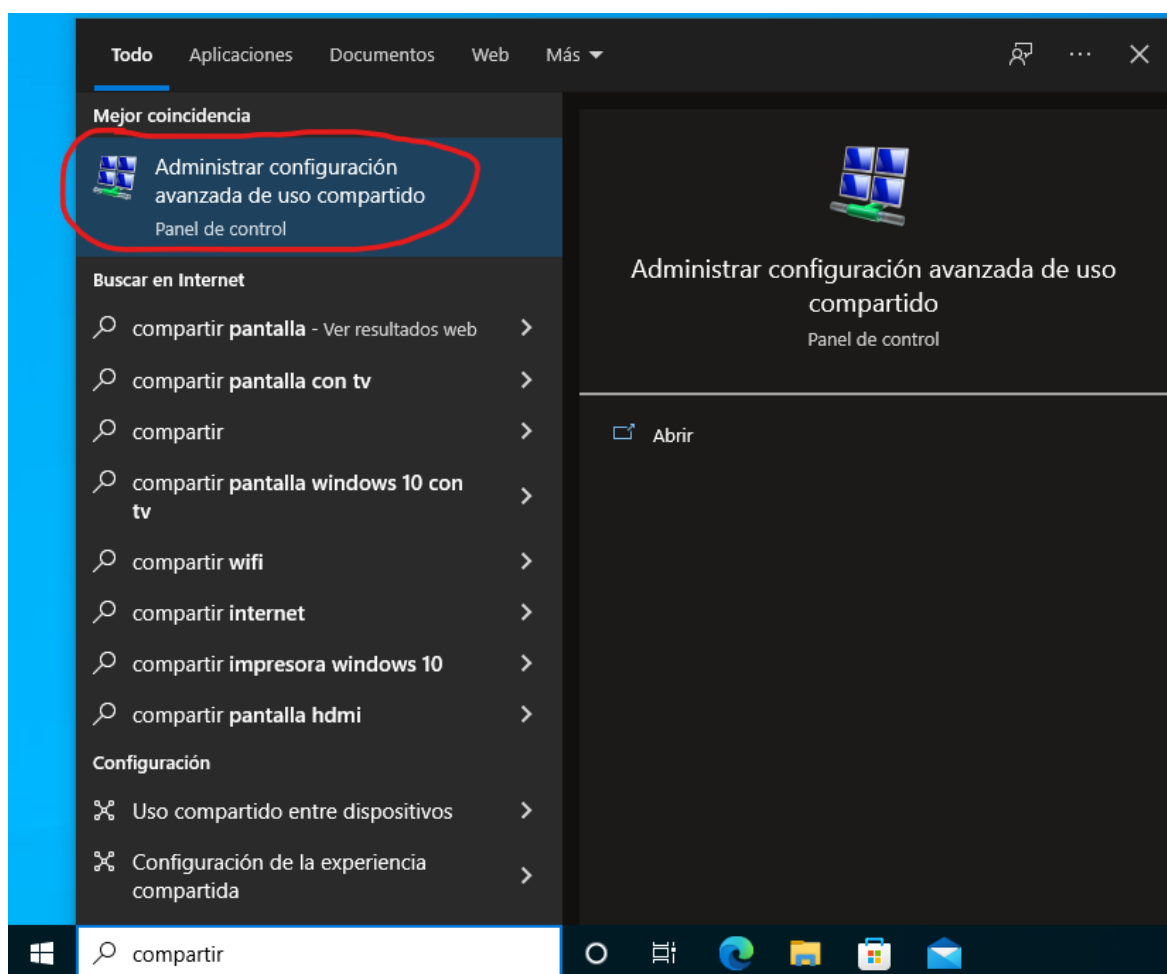 Todo Aplicaciones Documentos Web Más
Mejor coincidencia
Administrar configuración
avanzada de uso compartido
Panel de control
Buscar en Internet
compartir pantalla - Ver resultados web
compartir pantalla con tv
compartir
compartir pantalla windows 10 con
tv
compartir wifi
compartir internet
compartir impresora windows 10
compartir pantalla hdmi
Configuración
Uso compartido entre dispositivos
Configuración de la experiencia
compartida
compartir
Administrar configuración avanzada de uso
compartido
Panel de control
Abrir